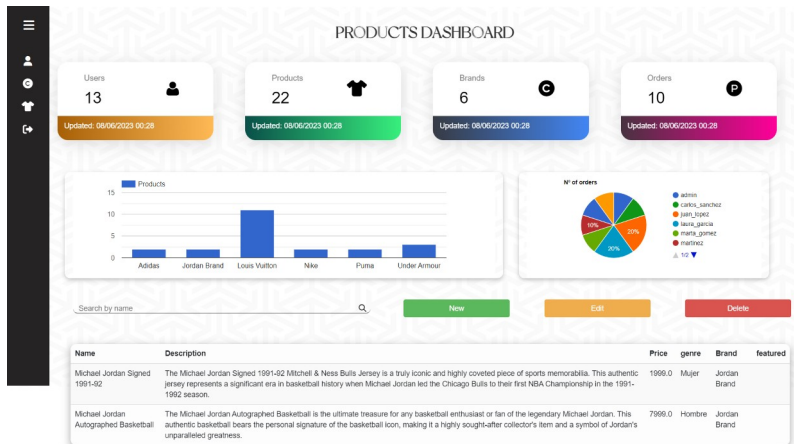 PRODUCTS DASHBOARD
Users
13
Updated: 08/06/2023 00:28
Products
22
Updated: 08/06/2023 00:28
Brands
6
C
Updated: 08/06/2023 00:28
Orders
10
P
Updated: 08/06/2023 00:28
Products
15
10
5
0
Adidas Jordan Brand Louis Vuitton Nike Puma Under Armour
Nº of orders
10%
20%
20%
admin
carlos_sanchez
juan_lopez
laura_garcia
marta_gomez
martinez
1/2
Search by name
New
Edit
Delete
Name Description Price genre Brand featured
Michael Jordan Signed
1991-92
The Michael Jordan Signed 1991-92 Mitchell & Ness Bulls Jersey is a truly iconic and highly coveted piece of sports memorabilia. This authentic
jersey represents a significant era in basketball history when Michael Jordan led the Chicago Bulls to their first NBA Championship in the 1991-
1992 season.
1999.0
Mujer
Jordan
Brand
Michael Jordan
Autographed Basketball
The Michael Jordan Autographed Basketball is the ultimate treasure for any basketball enthusiast or fan of the legendary Michael Jordan. This
authentic basketball bears the personal signature of the basketball icon, making it a highly sought-after collector's item and a symbol of Jordan's
unparalleled greatness.
7999.0
Hombre
Jordan
Brand